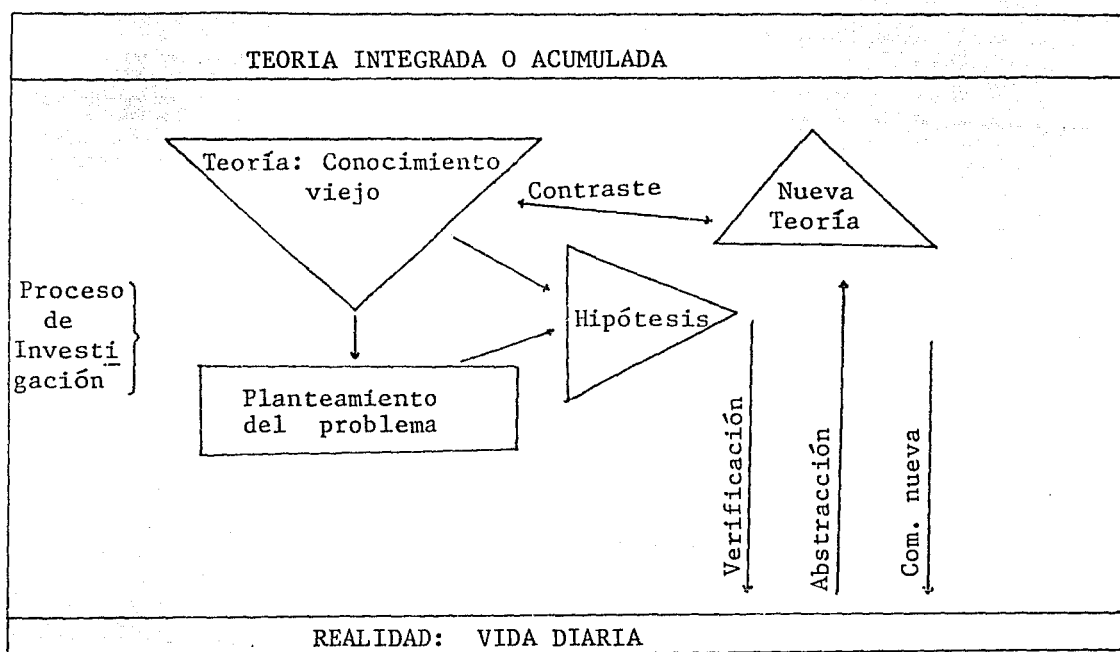 TEORIA INTEGRADA O ACUMULADA
Teoría: Conocimiento
viejo
Contraste
Nueva
Teoría
Proceso
de
Investi
gación
Hipótesis
Planteamiento
del problema
Verificación
Abstracción
Com. nueva
REALIDAD: VIDA DIARIA